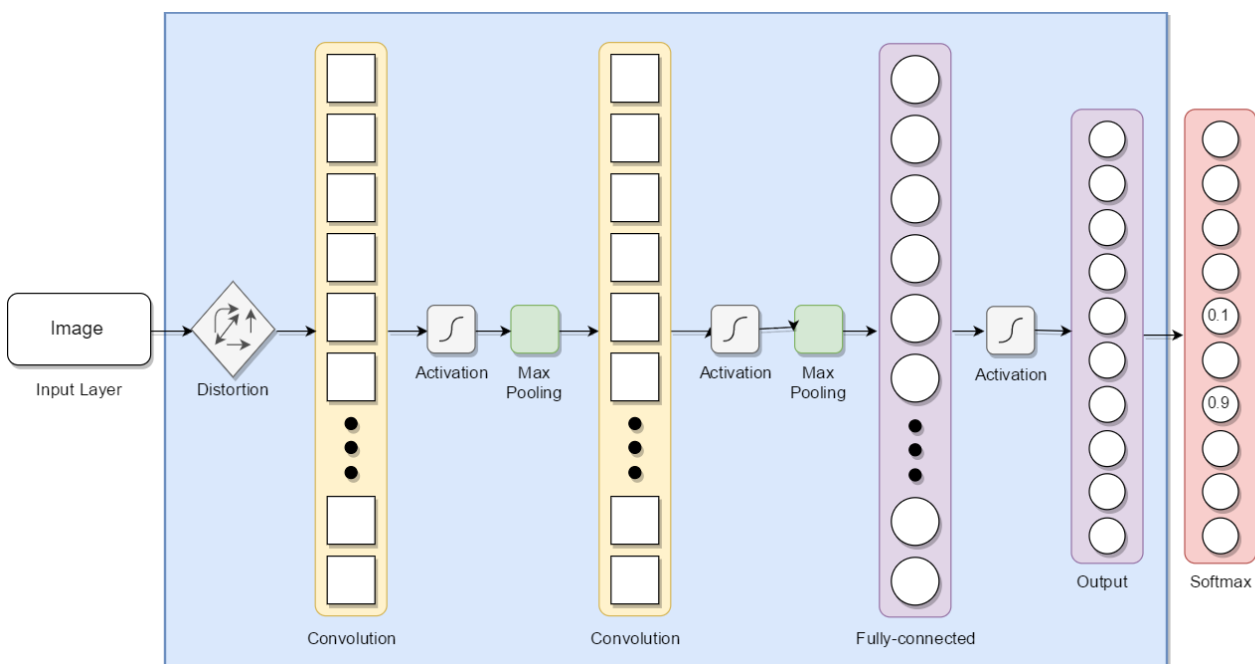 Image
Input Layer
Distortion
Convolution
Activation
Max
Pooling
Convolution
Activation
Max
Pooling
Fully-connected
Activation
Output
0.1
0.9
Softmax